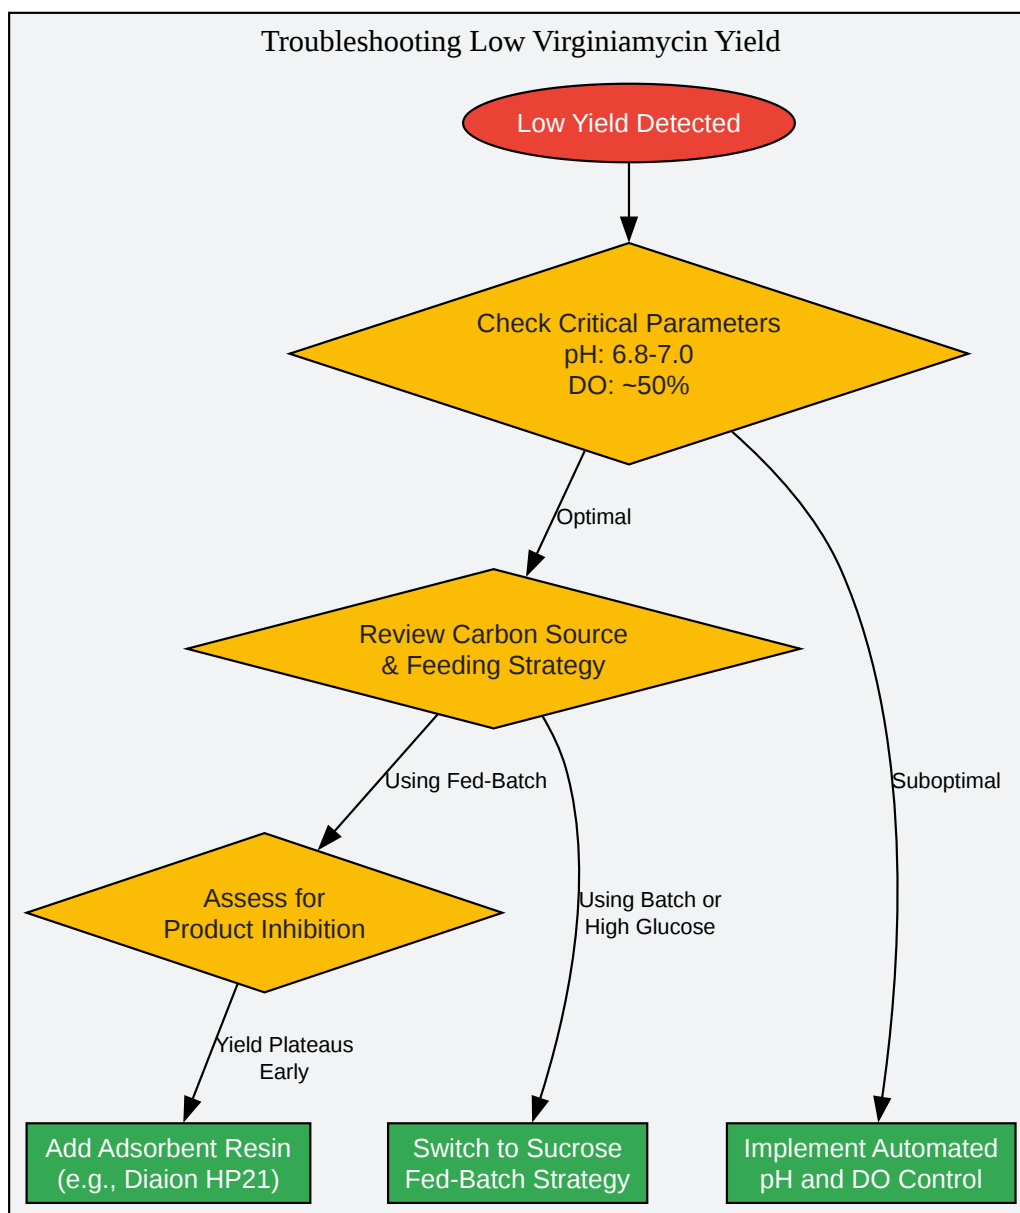 Troubleshooting Low Virginiamycin Yield
Low Yield Detected
Check Critical Parameters
pH: 6.8-7.0
DO: ~50%
Optimal
Review Carbon Source
& Feeding Strategy
Suboptimal
Using Fed-Batch
Using Batch or
High Glucose
Assess for
Product Inhibition
Yield Plateaus
Early
Add Adsorbent Resin
(e.g., Diaion HP21)
Switch to Sucrose
Fed-Batch Strategy
Implement Automated
pH and DO Control